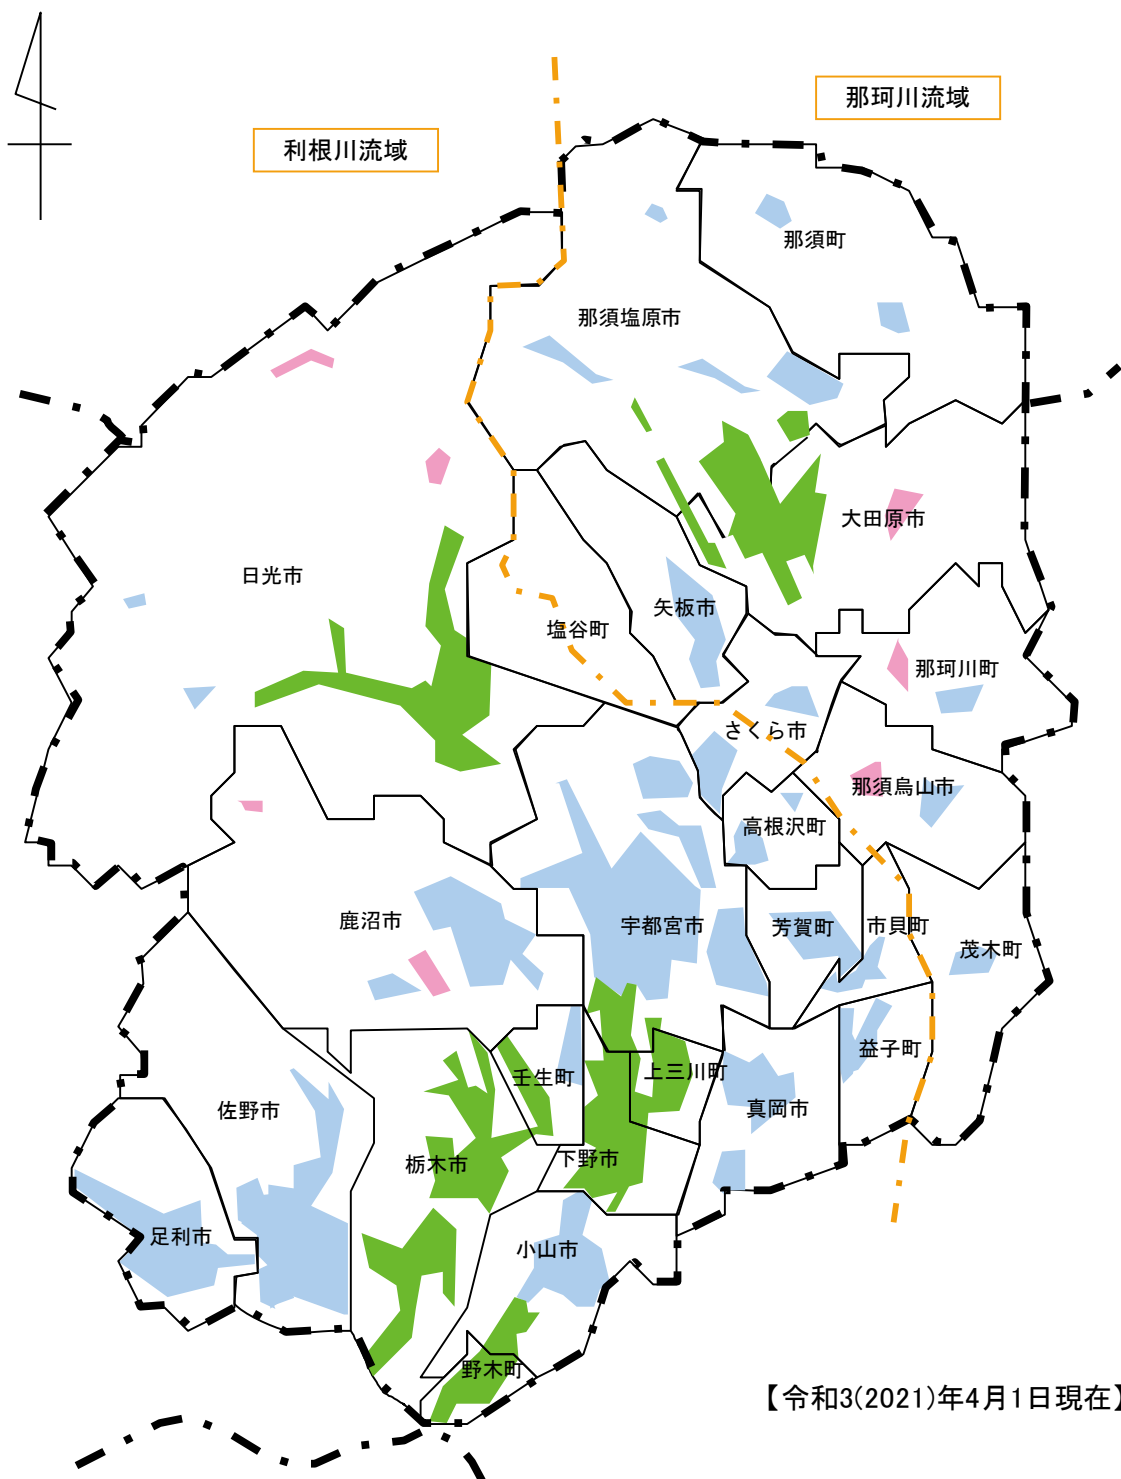 那珂川流域
利根川流域
那須町
那須塩原市
大田原市
日光市
矢板市
塩谷町
那珂川町
さくら市
那須烏山市
高根沢町
鹿沼市
宇都宮市
芳賀町
市貝町
茂木町
益子町
上三川町
壬生町
真岡市
佐野市
下野市
栃木市
足利市
小山市
野木町
【令和3(2021)年4月1日現在】